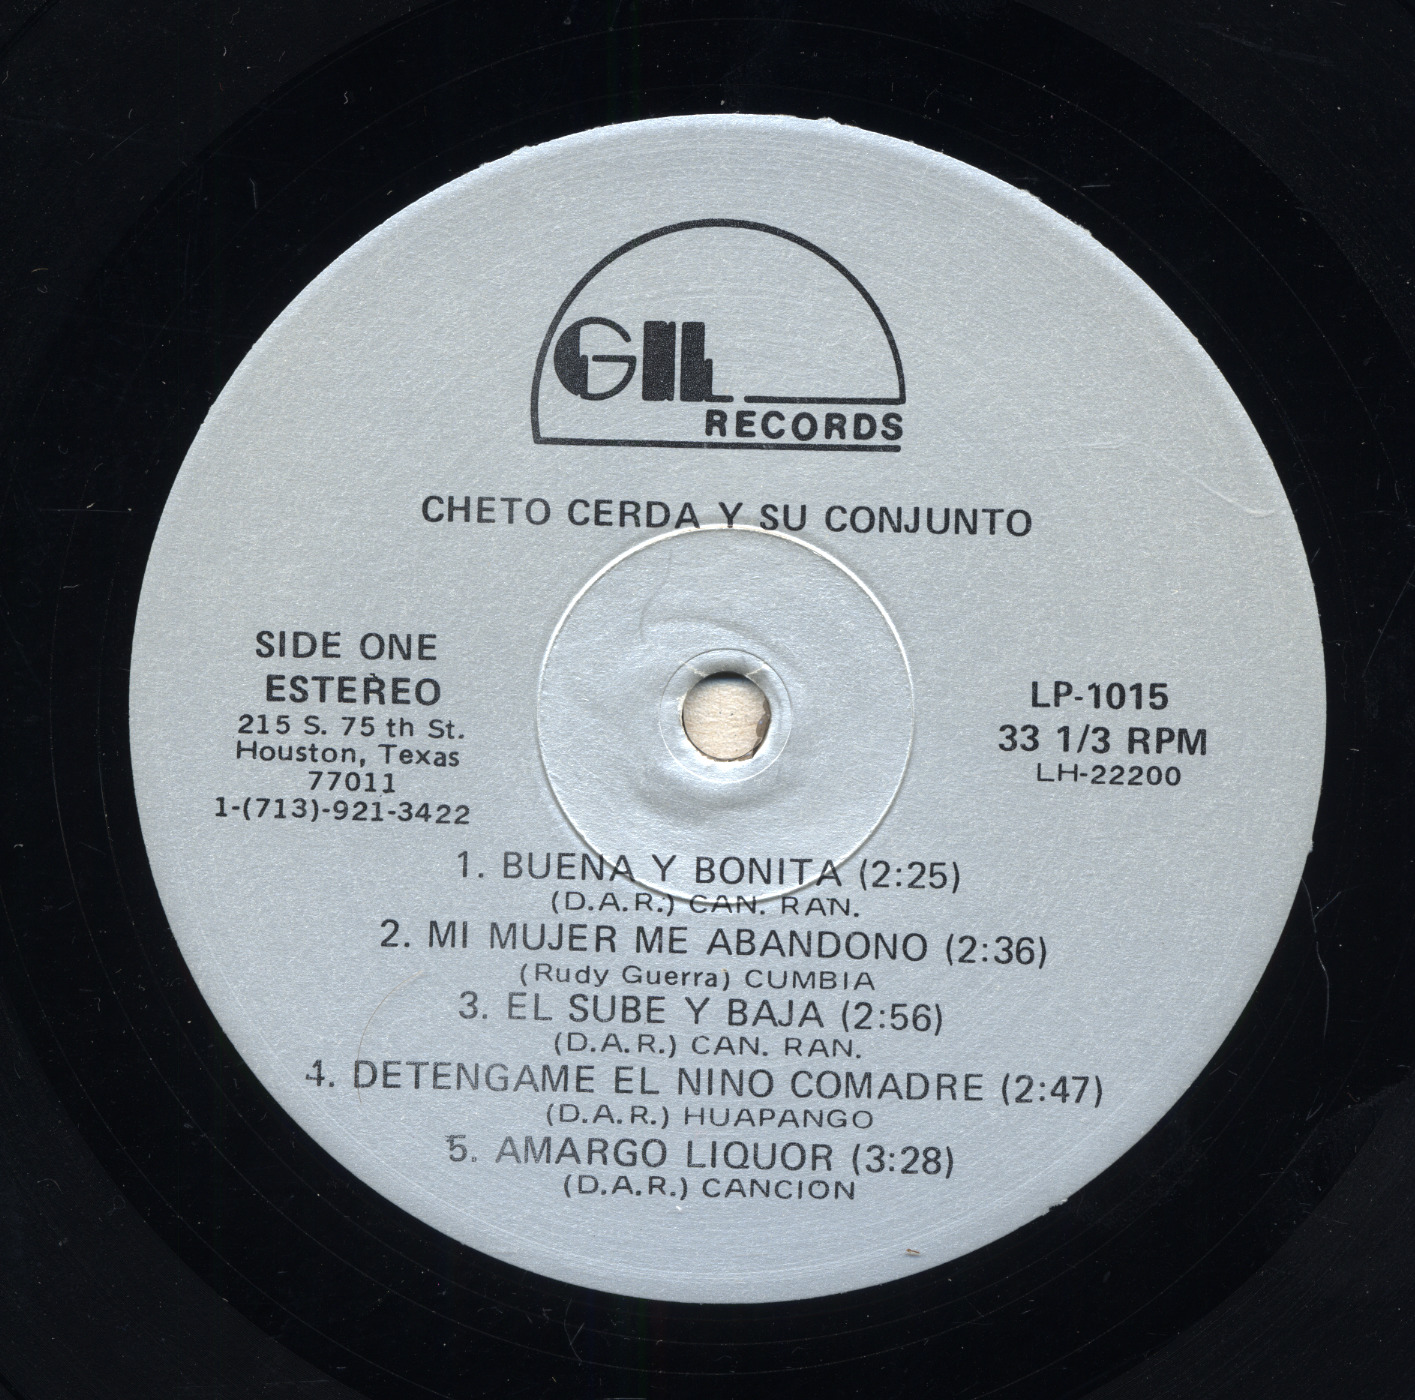 GIL
RECORDS
CHETO CERDA Y SU CONJUNTO
SIDE ONE
ESTEREO
215 S. 75 th St.
Houston, Texas
77011
1-(713)-921-3422
LP-1015
33 1/3 RPM
LH-22200
1. BUENA Y BONITA (2:25)
(D.A.R.) CAN. RAN.
2. MI MUJER ME ABANDONO (2:36)
(Rudy Guerra) CUMBIA
3. EL SUBE Y BAJA (2:56)
(D.A.R.) CAN. RAN.
4. DETENGAME EL NINO COMADRE (2:47)
(D.A.R.) HUAPANGO
5. AMARGO LIQUOR (3:28)
(D.A.R.) CANCION